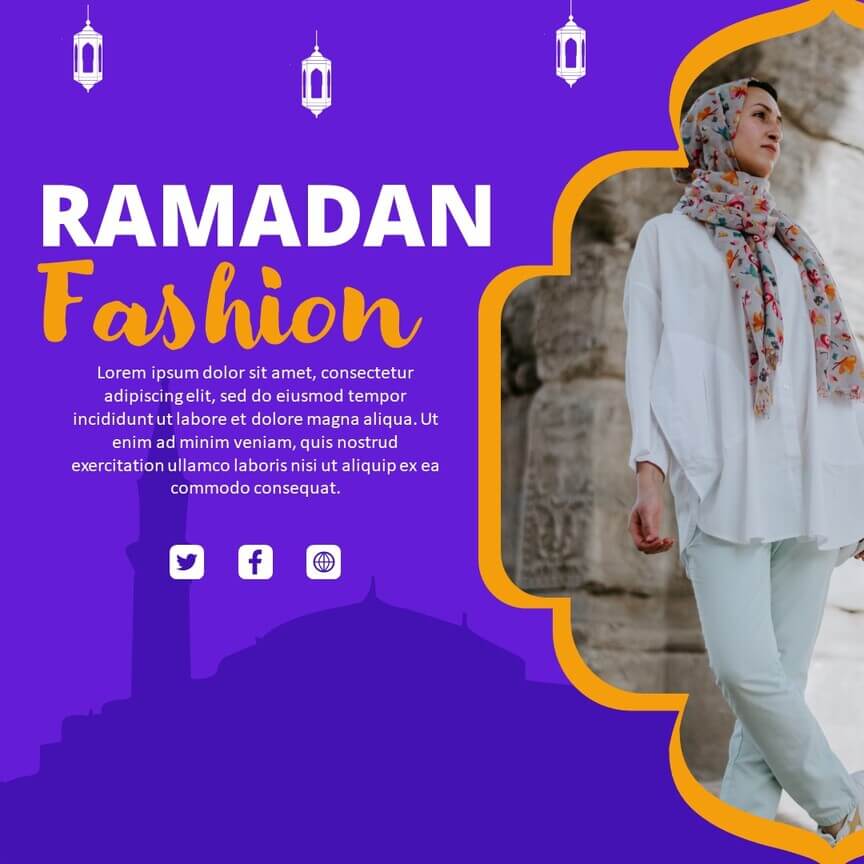 RAMADAN
Fashion
Lorem ipsum dolor sit amet, consectetur
adipiscing elit, sed do eiusmod tempor
incididunt ut labore et dolore magna aliqua. Ut
enim ad minim veniam, quis nostrud
exercitation ullamco laboris nisi ut aliquip ex ea
commodo consequat.